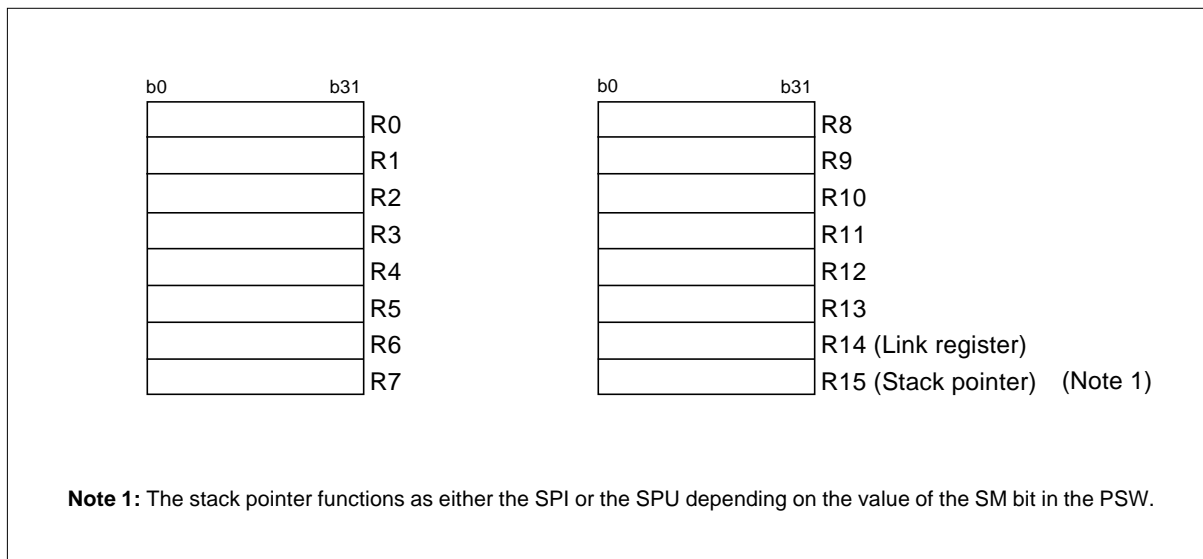 b0 b31
R0
R1
R2
R3
R4
R5
R6
R7
b0 b31
R8
R9
R10
R11
R12
R13
R14 (Link register)
R15 (Stack pointer) (Note 1)
Note 1: The stack pointer functions as either the SPI or the SPU depending on the value of the SM bit in the PSW.